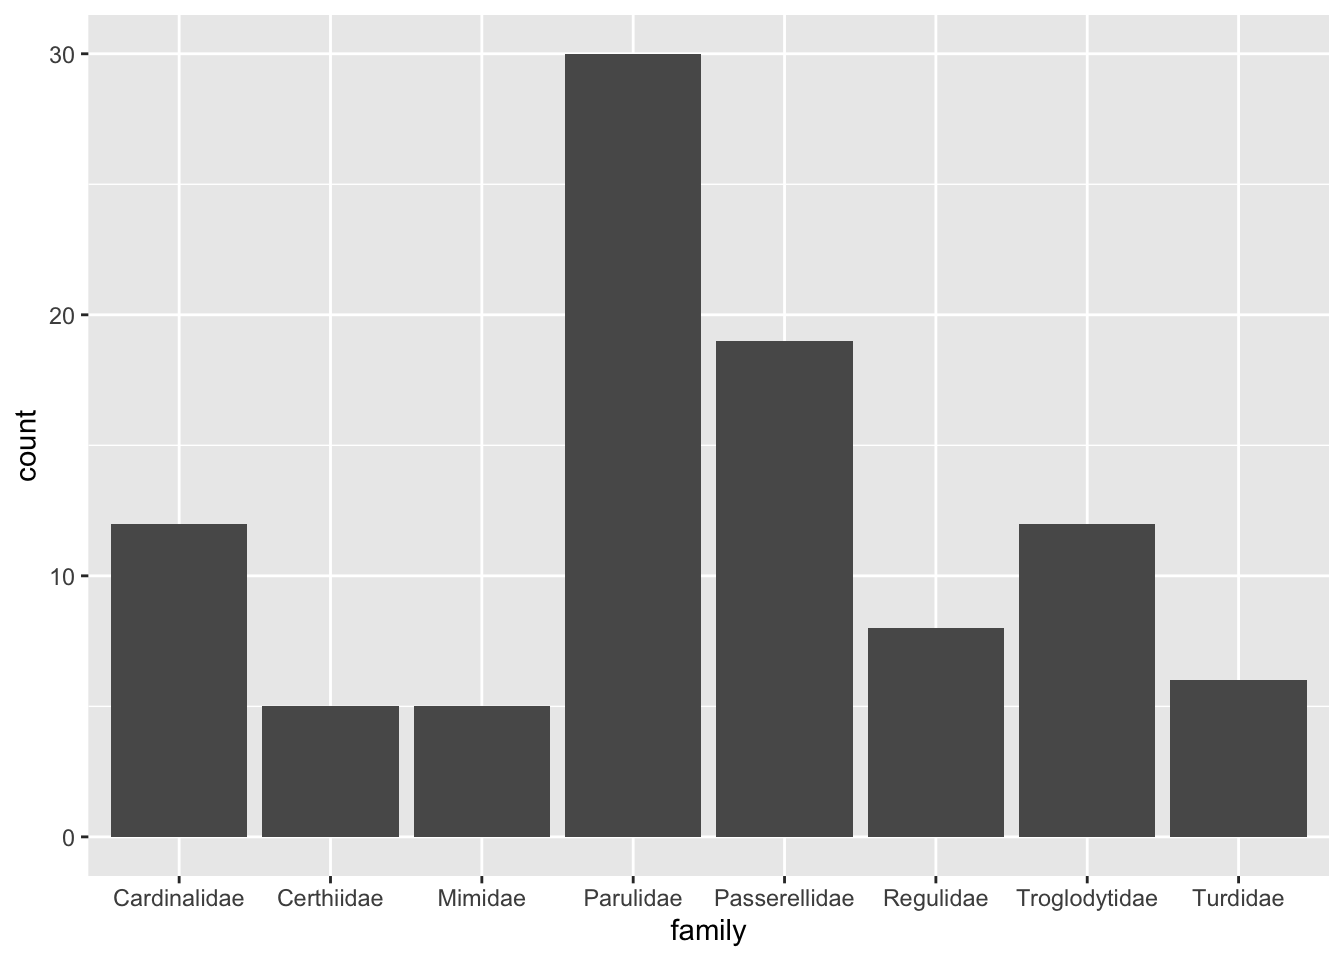 30
20
10
0
count
Cardinalidae Certhiidae Mimidae Parulidae Passerellidae Regulidae Troglodytidae Turdidae
family